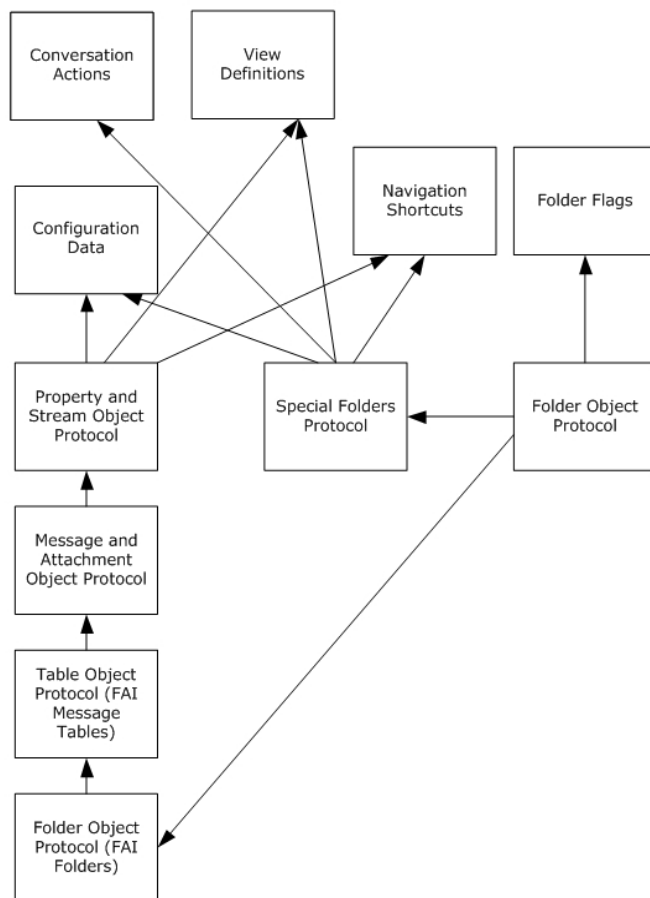 Conversation
Actions
View
Definitions
Configuration
Data
Navigation
Shortcuts
Folder Flags
Property and
Stream Object
Protocol
Special Folders
Protocol
Folder Object
Protocol
Message and
Attachment
Object Protocol
Table Object
Protocol (FAI
Message
Tables)
Folder Object
Protocol (FAI
Folders)